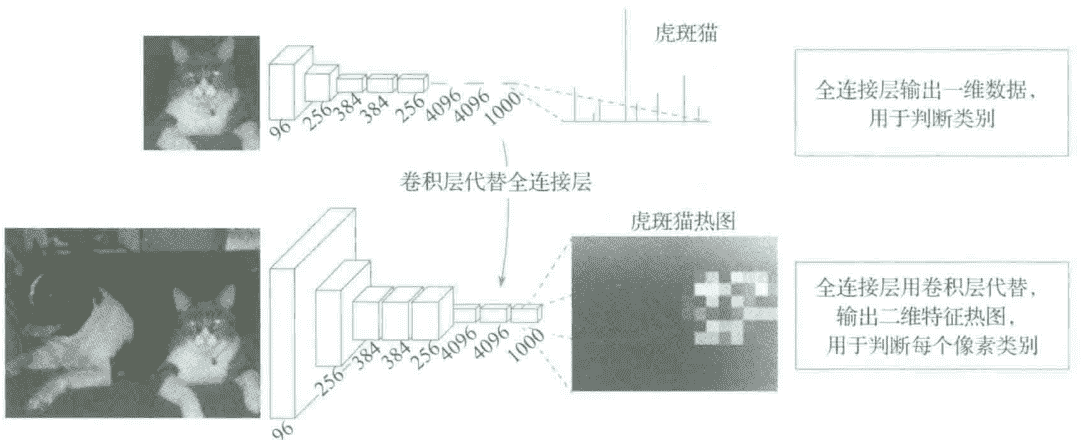 虎斑猫
96
256
384
384
256
4096
4096
1000
全连接层输出一维数据，
用于判断类别
卷积层代替全连接层
虎斑猫热图
96
256
384
384
256
4096
4096
1000
全连接层用卷积层代替，
输出二维特征热图，
用于判断每个像素类别